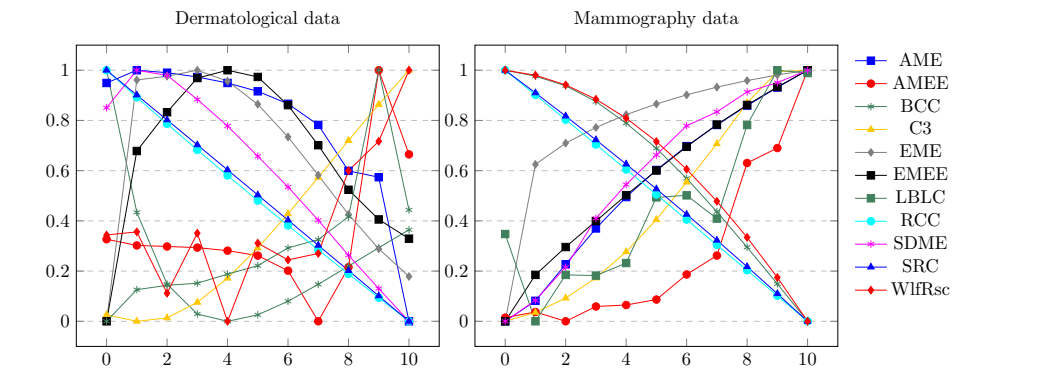 Dermatological data
Mammography data
1
0.8
0.6
0.4
0.2
0
0 2 4 6 8 10
1
0.8
0.6
0.4
0.2
0
0 2 4 6 8 10
AME
AMEE
BCC
C3
EME
EMEE
LBLC
RCC
SDME
SRC
WlfRsc